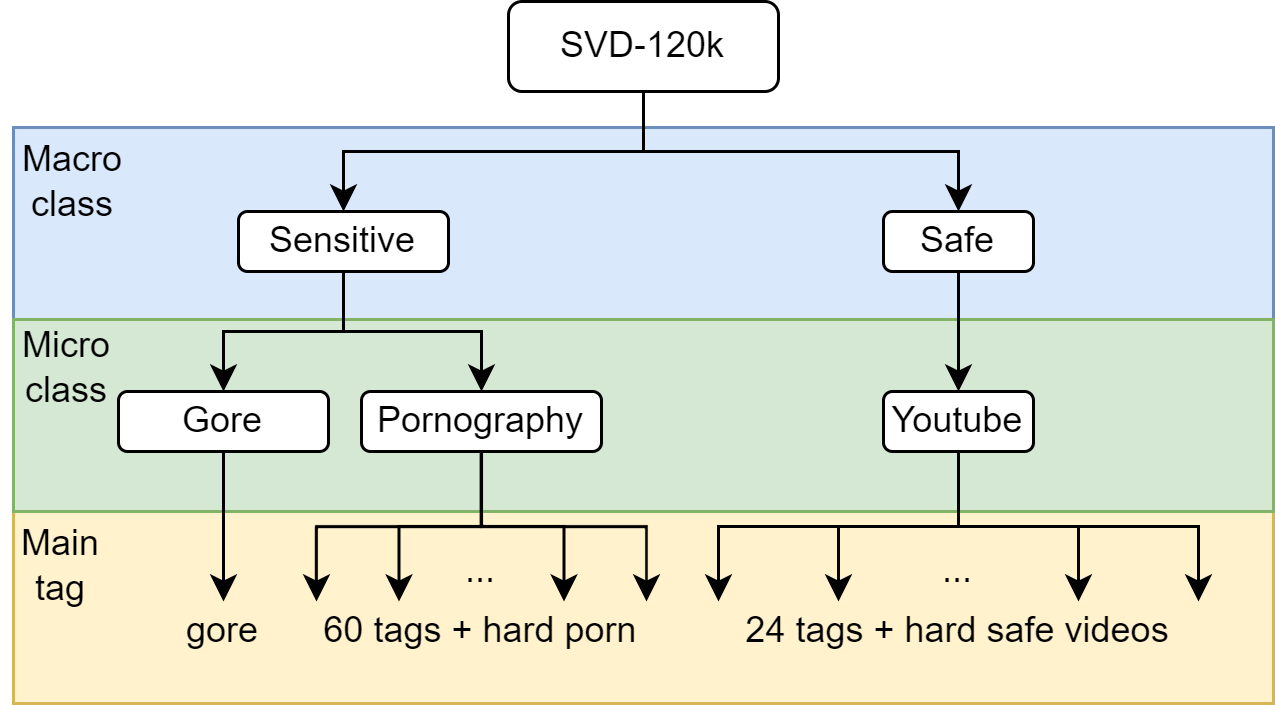 SVD-120k
Macro
class
Sensitive
Safe
Micro
class
Gore
Pornography
Youtube
Main
tag
...
...
gore
60 tags + hard porn
24 tags + hard safe videos